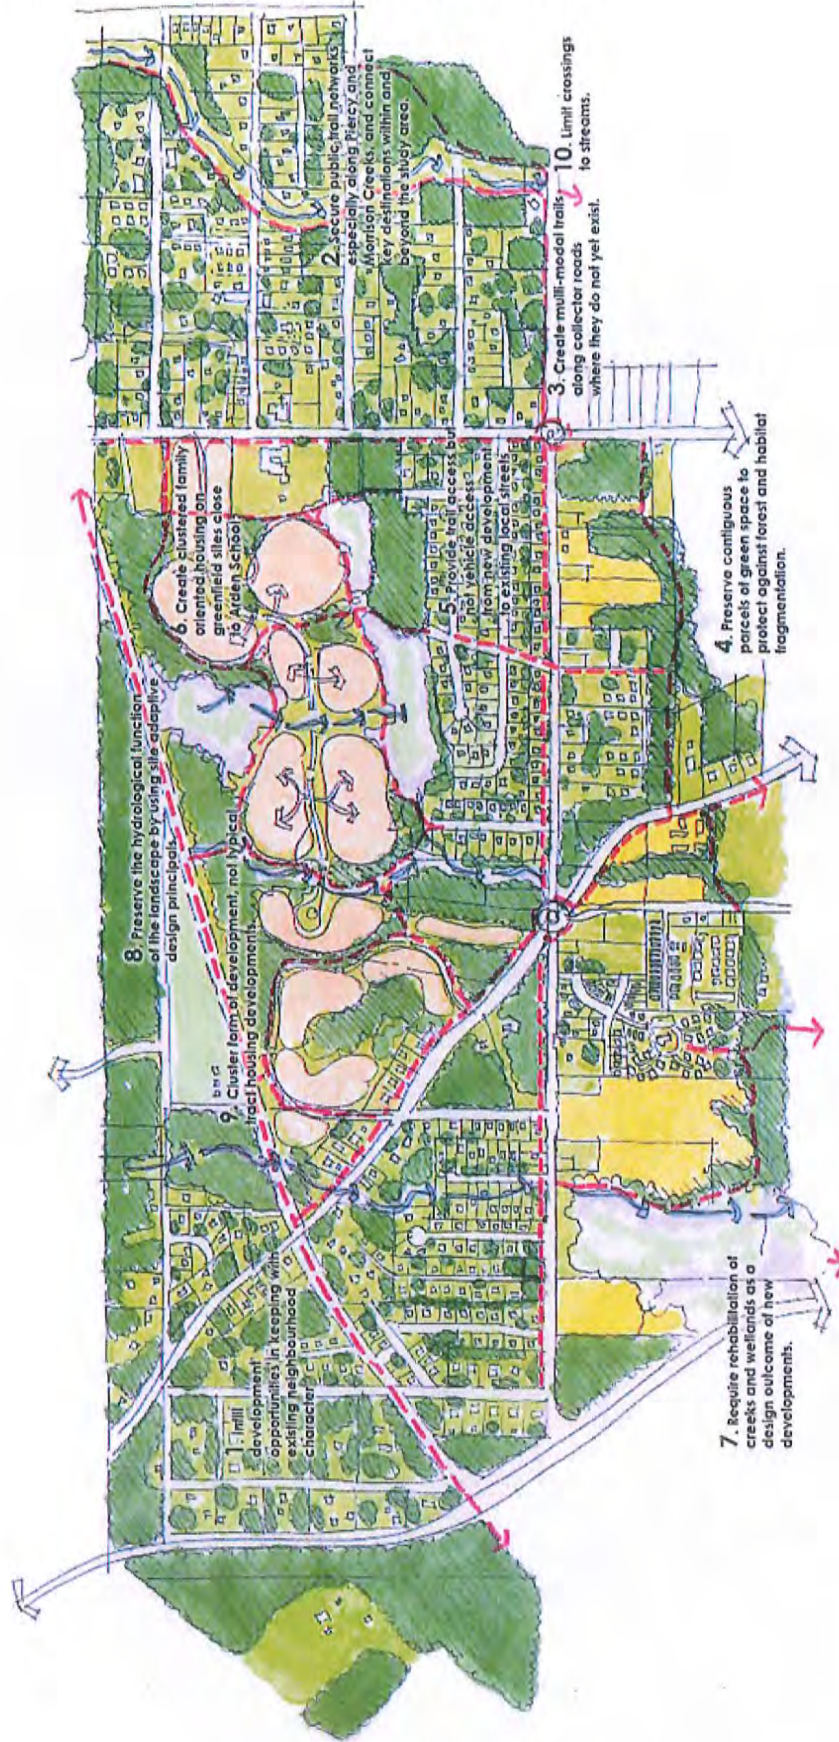 1. Infill
development
opportunities in keeping with
existing neighbourhood
character
2. Secure public trail networks
especially along Piercy and
Morrison Creeks, and connect
key destinations within and
beyond the study area.
3. Create multi-modal trails
along collector roads
where they do not yet exist.
4. Preserve contiguous
parcels of green space to
protect against forest and habitat
fragmentation.
5. Provide trail access but
not vehicle access
from new development
to existing local streets
6. Create clustered family
oriented housing on
greenfield sites close
to Arden School
7. Require rehabilitation of
creeks and wetlands as a
design outcome of new
developments.
8. Preserve the hydrological function
of the landscape by using site adaptive
design principals.
9. Cluster form of development, not typical
tract housing developments.
10. Limit crossings
to streams.